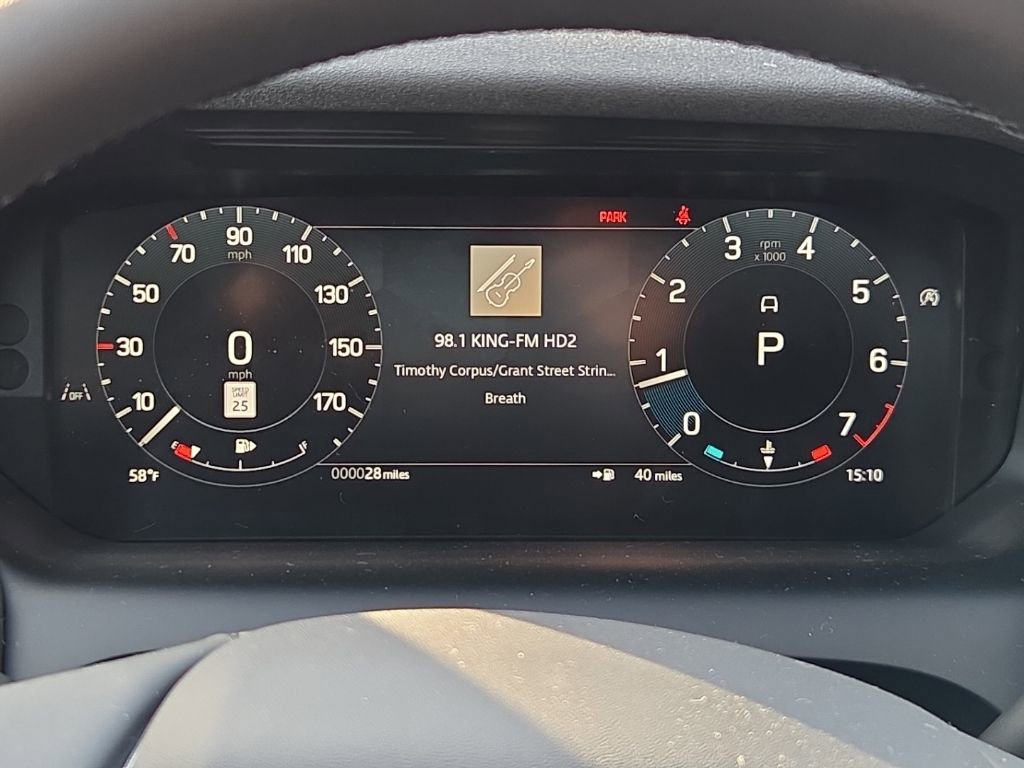 PARK
10
30
50
70
90
mph
110
130
150
170
0
mph
SPEED
LIMIT
25
E
F
OFF
58°F
98.1 KING-FM HD2
Timothy Corpus/Grant Street Strin...
Breath
000028 miles
40 miles
0
1
2
3
4
5
6
7
rpm
x 1000
A
P
15:10